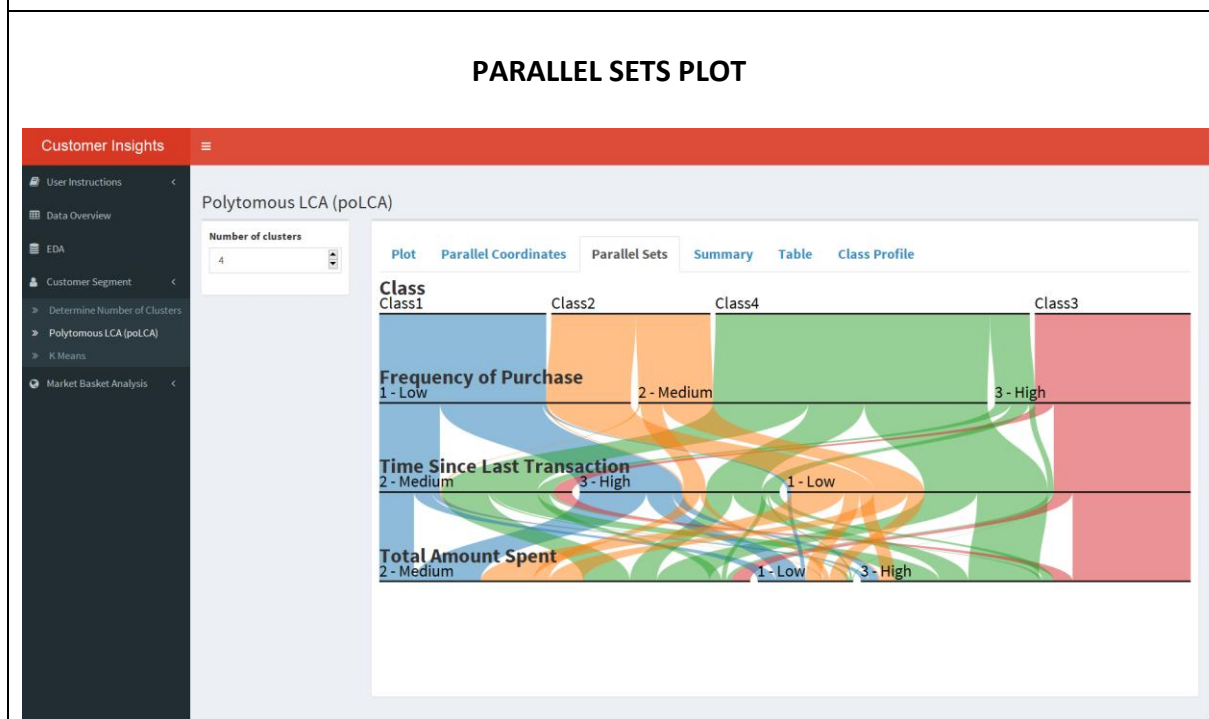 PARALLEL SETS PLOT
Customer Insights
User Instructions
Data Overview
EDA
Customer Segment
Determine Number of Clusters
Polytomous LCA (poLCA)
K Means
Market Basket Analysis
Polytomous LCA (poLCA)
Number of clusters
4
Plot Parallel Coordinates Parallel Sets Summary Table Class Profile
Class
Class1 Class2 Class4 Class3
Frequency of Purchase
1 - Low 2 - Medium 3 - High
Time Since Last Transaction
2 - Medium 3 - High 1 - Low
Total Amount Spent
2 - Medium 1 - Low 3 - High